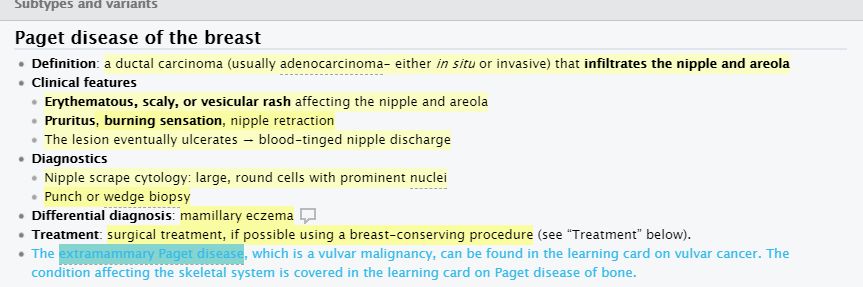 Subtypes and variants
Paget disease of the breast
Definition: a ductal carcinoma (usually adenocarcinoma– either in situ or invasive) that infiltrates the nipple and areola
Clinical features
Erythematous, scaly, or vesicular rash affecting the nipple and areola
Pruritus, burning sensation, nipple retraction
The lesion eventually ulcerates → blood-tinged nipple discharge
Diagnostics
Nipple scrape cytology: large, round cells with prominent nuclei
Punch or wedge biopsy
Differential diagnosis: mamillary eczema
Treatment: surgical treatment, if possible using a breast-conserving procedure (see “Treatment” below).
The extramammary Paget disease, which is a vulvar malignancy, can be found in the learning card on vulvar cancer. The
condition affecting the skeletal system is covered in the learning card on Paget disease of bone.